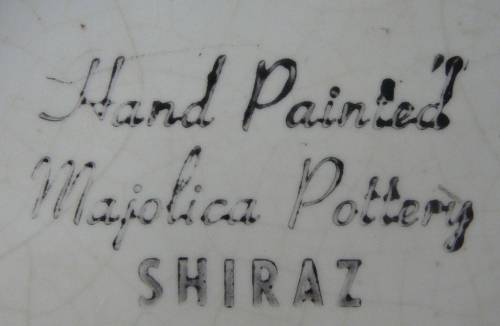 Hand Painted
Majolica Pottery
SHIRAZ